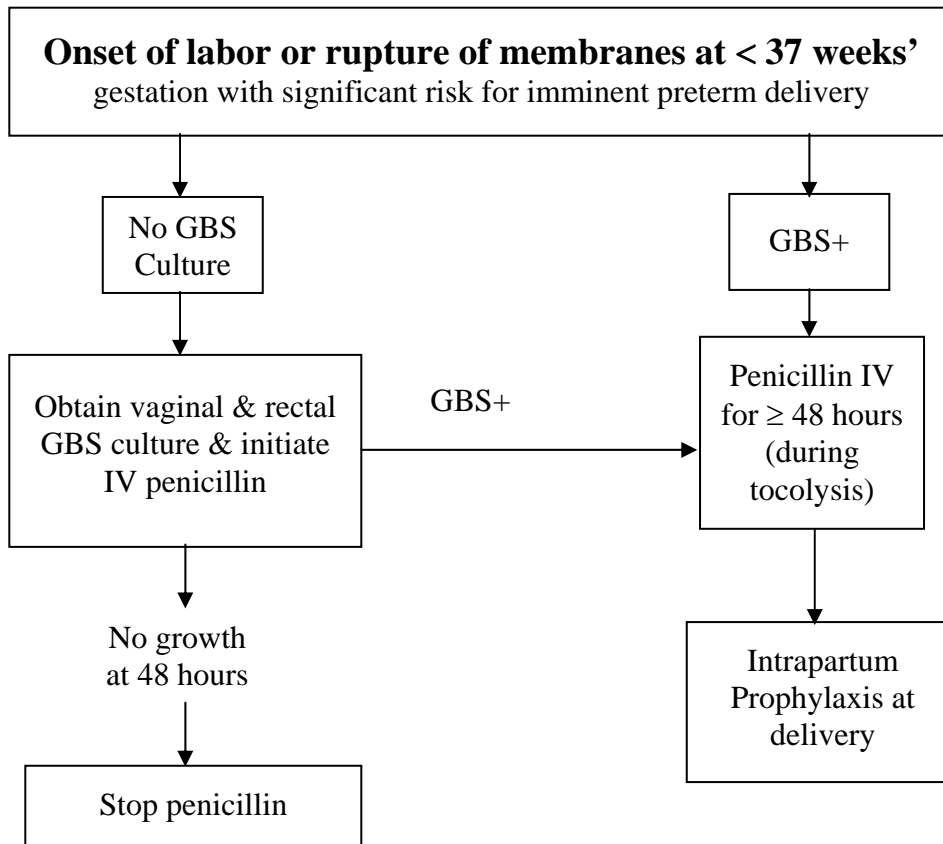 Onset of labor or rupture of membranes at < 37 weeks’
gestation with significant risk for imminent preterm delivery
No GBS
Culture
GBS+
Obtain vaginal & rectal
GBS culture & initiate
IV penicillin
GBS+
Penicillin IV
for ≥ 48 hours
(during
tocolysis)
No growth
at 48 hours
Intrapartum
Prophylaxis at
delivery
Stop penicillin